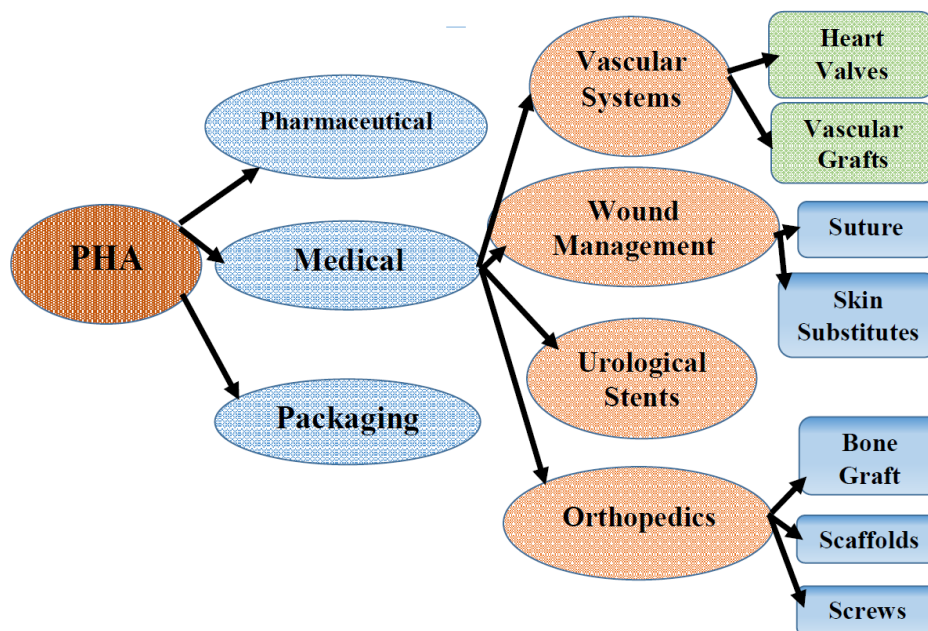 PHA
Pharmaceutical
Medical
Packaging
Vascular
Systems
Wound
Management
Urological
Stents
Orthopedics
Heart
Valves
Vascular
Grafts
Suture
Skin
Substitutes
Bone
Graft
Scaffolds
Screws